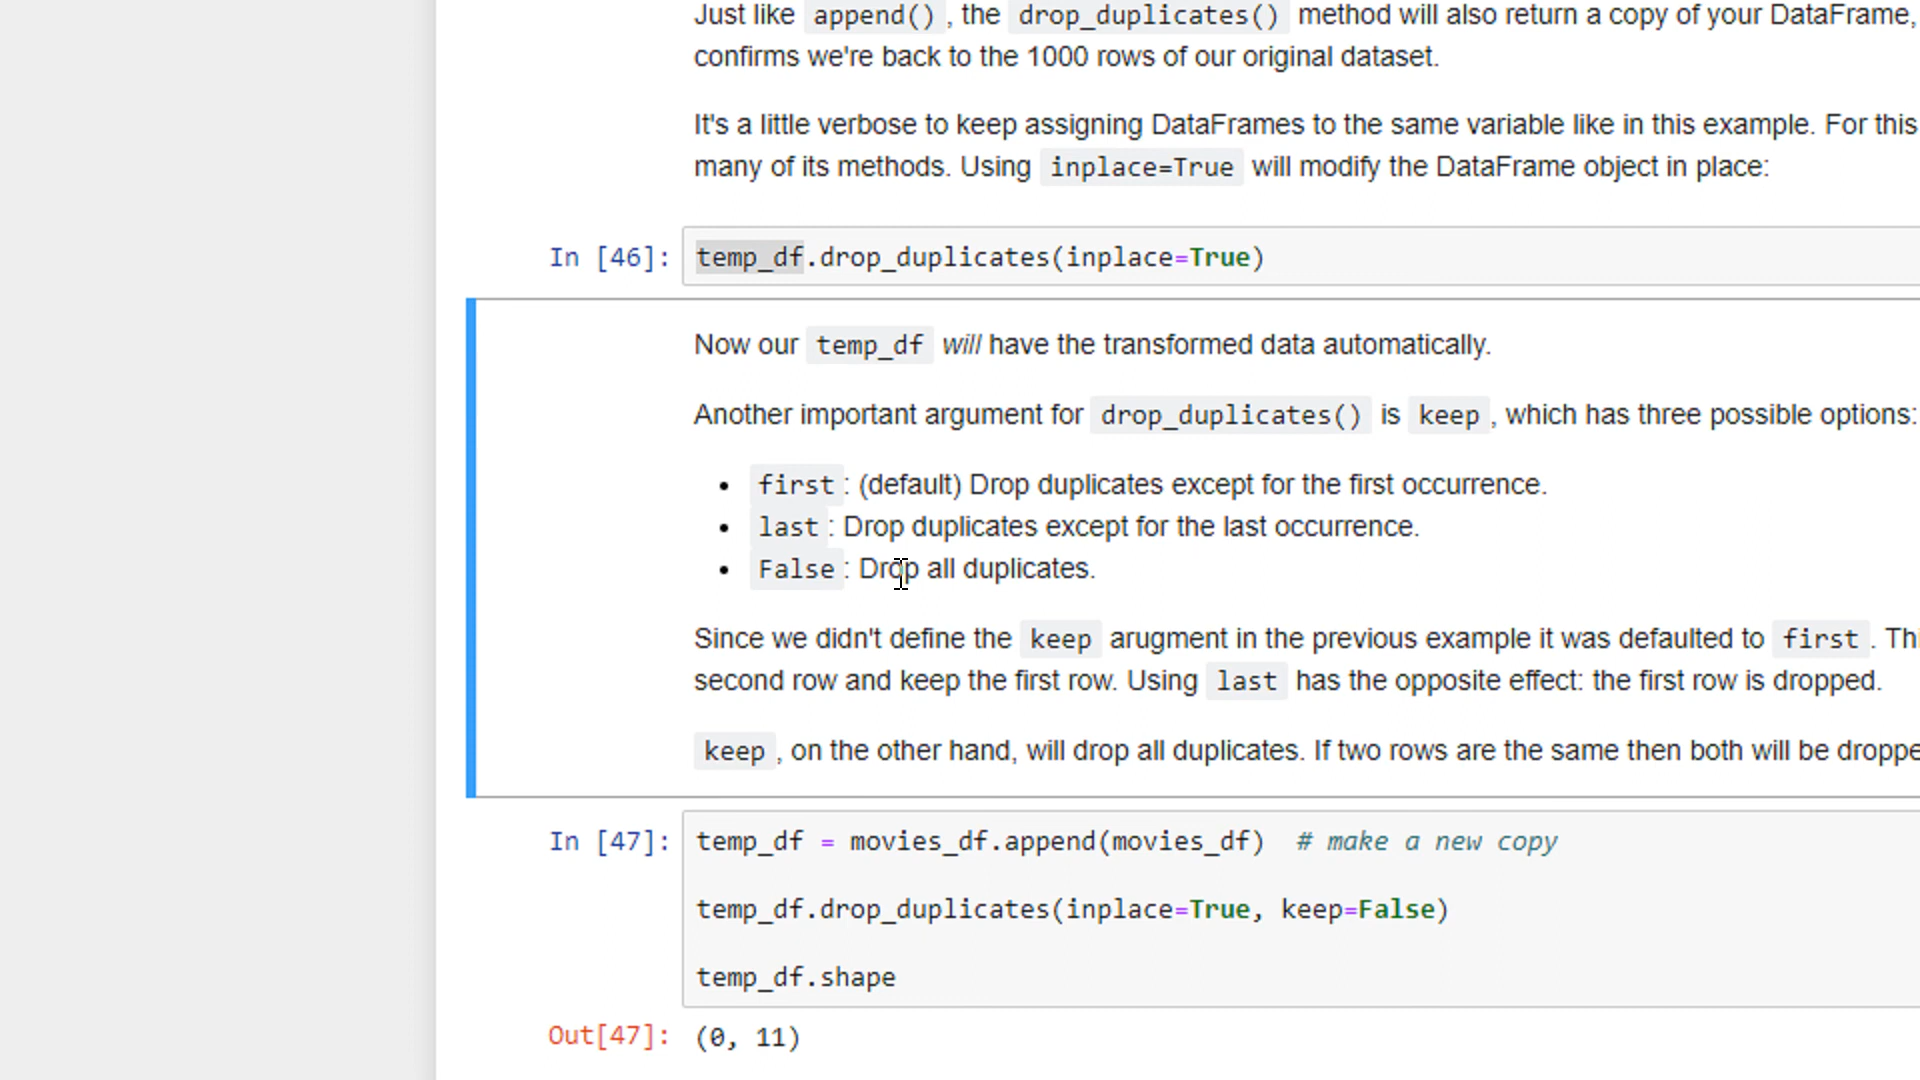 Just like append() , the drop_duplicates() method will also return a copy of your DataFrame,
confirms we're back to the 1000 rows of our original dataset.
It's a little verbose to keep assigning DataFrames to the same variable like in this example. For this
many of its methods. Using inplace=True will modify the DataFrame object in place:
In [46]: temp_df.drop_duplicates(inplace=True)
Now our temp_df will have the transformed data automatically.
Another important argument for drop_duplicates() is keep , which has three possible options:
• first : (default) Drop duplicates except for the first occurrence.
• last : Drop duplicates except for the last occurrence.
• False : Drop all duplicates.
Since we didn't define the keep arugment in the previous example it was defaulted to first . Thi
second row and keep the first row. Using last has the opposite effect: the first row is dropped.
keep , on the other hand, will drop all duplicates. If two rows are the same then both will be droppe
In [47]: temp_df = movies_df.append(movies_df)  # make a new copy
temp_df.drop_duplicates(inplace=True, keep=False)
temp_df.shape
Out[47]: (0, 11)